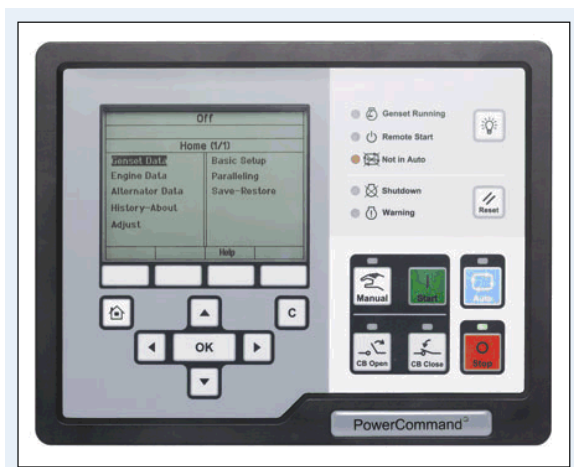 Off
Home (1/1)
Genset Data
Basic Setup
Engine Data
Paralleling
Alternator Data
Save-Restore
History-About
Adjust
Help
C
OK
Genset Running
Remote Start
Not in Auto
Shutdown
Warning
Reset
Manual
Start
Auto
CB Open
CB Close
Stop
PowerCommand